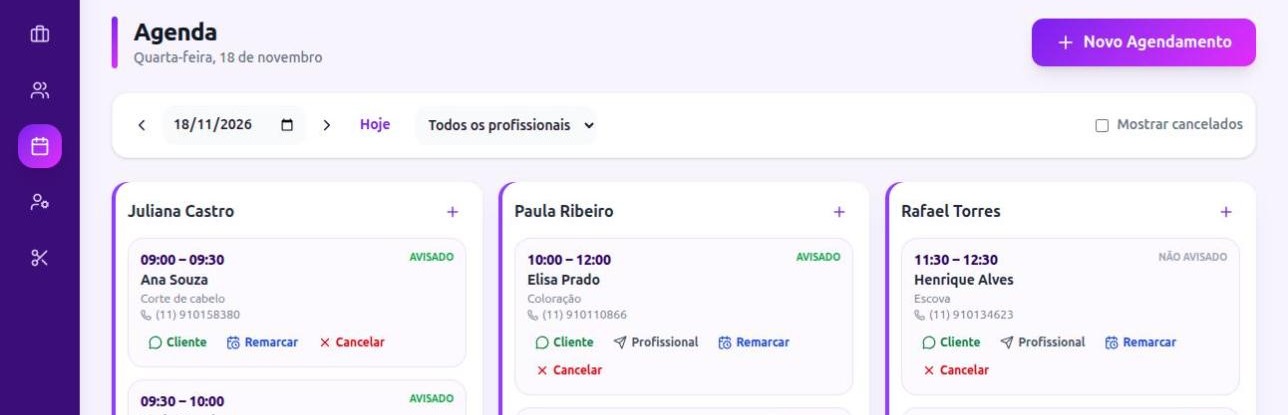 Agenda
Quarta-feira, 18 de novembro
+ Novo Agendamento
18/11/2026
Hoje
Todos os profissionais
Mostrar cancelados
Juliana Castro
09:00 – 09:30
AVISADO
Ana Souza
Corte de cabelo
(11) 910158380
Cliente Remarcar Cancelar
09:30 – 10:00
AVISADO
Paula Ribeiro
10:00 – 12:00
AVISADO
Elisa Prado
Coloração
(11) 910110866
Cliente Profissional Remarcar
Cancelar
Rafael Torres
11:30 – 12:30
NÃO AVISADO
Henrique Alves
Escova
(11) 910134623
Cliente Profissional Remarcar
Cancelar